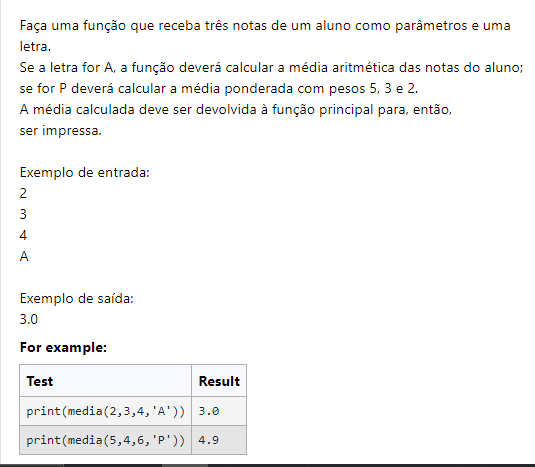 Faça uma função que receba três notas de um aluno como parâmetros e uma
letra.
Se a letra for A, a função deverá calcular a média aritmética das notas do aluno;
se for P deverá calcular a média ponderada com pesos 5, 3 e 2.
A média calculada deve ser devolvida à função principal para, então,
ser impressa.
Exemplo de entrada:
2
3
4
A
Exemplo de saída:
3.0
For example:
Test Result
print(media(2,3,4,'A')) 3.0
print(media(5,4,6,'P')) 4.9